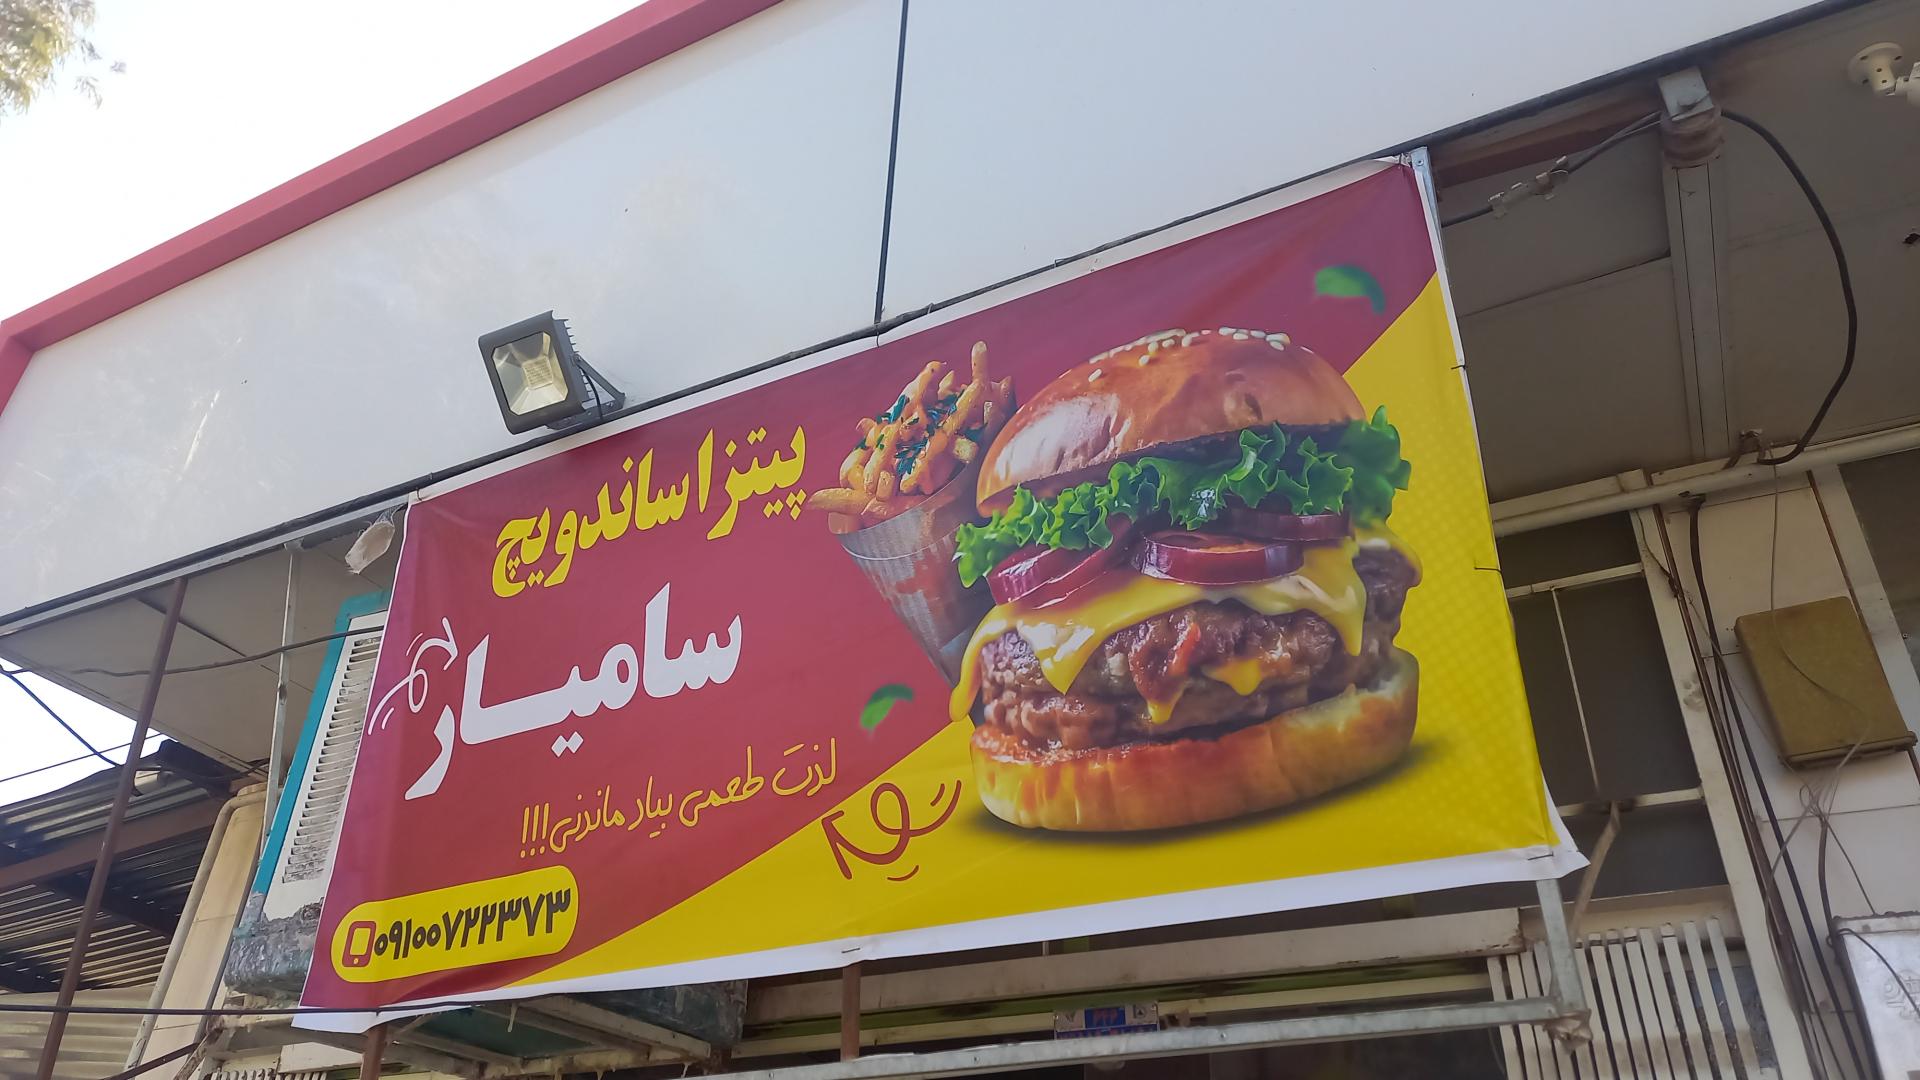 پیتزا ساندویچ
سامیار
لذت طعمی بیاد ماندنی!!!
۰۹۱۰۰۷۲۲۳۷۳